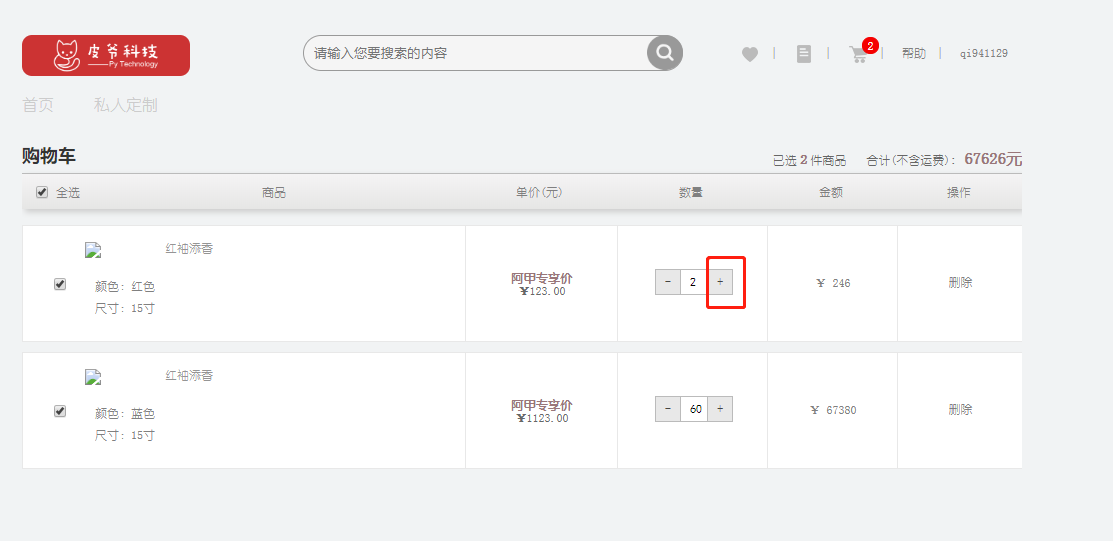 皮爷科技
Py Technology
请输入您要搜索的内容
2
帮助
qi941129
首页 私人定制
购物车
已选 2 件商品 合计(不含运费)： 67626元
全选 商品 单价(元) 数量 金额 操作
红袖添香
颜色：红色
尺寸：15寸
阿甲专享价
¥123.00
- 2 +
¥ 246
删除
红袖添香
颜色：蓝色
尺寸：15寸
阿甲专享价
¥1123.00
- 60 +
¥ 67380
删除